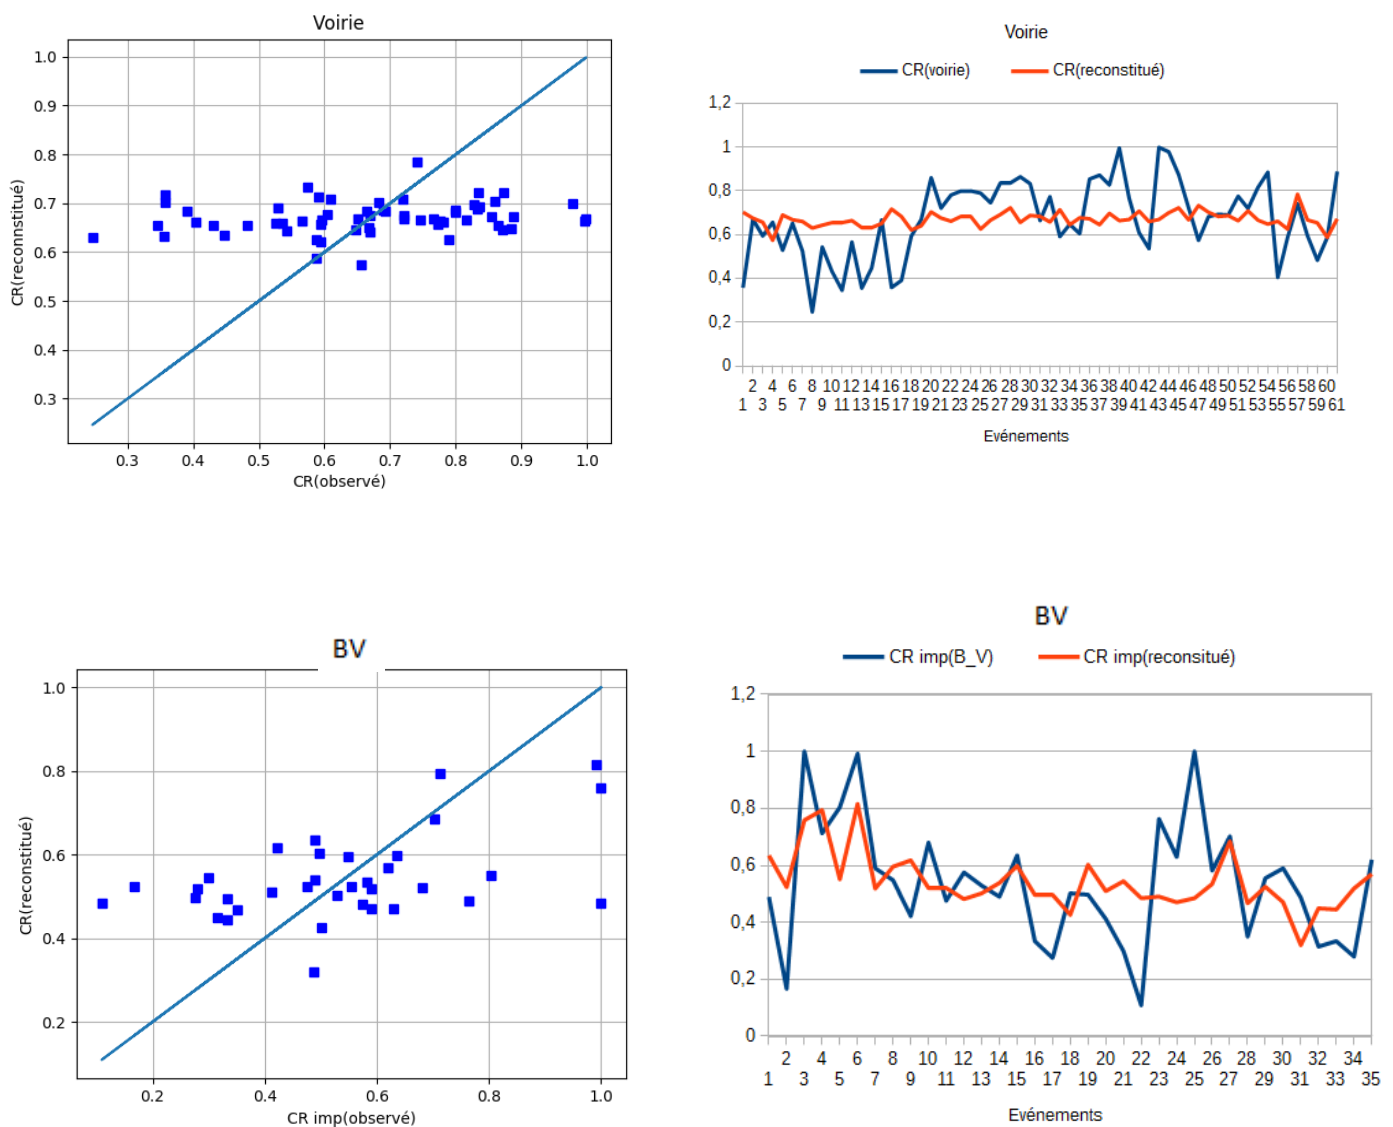 Voirie
1.0
0.9
0.8
0.7
0.6
0.5
0.4
0.3
CR(reconnstitué)
0.3 0.4 0.5 0.6 0.7 0.8 0.9 1.0
CR(observé)
Voirie
CR(voirie) CR(reconstitué)
1,2
1
0,8
0,6
0,4
0,2
0
2 4 6 8 10 12 14 16 18 20 22 24 26 28 30 32 34 36 38 40 42 44 46 48 50 52 54 56 58 60
1 3 5 7 9 11 13 15 17 19 21 23 25 27 29 31 33 35 37 39 41 43 45 47 49 51 53 55 57 59 61
Evénements
BV
1.0
0.8
0.6
0.4
0.2
CR(reconstitué)
0.2 0.4 0.6 0.8 1.0
CR imp(observé)
BV
CR imp(B_V) CR imp(reconsitué)
1,2
1
0,8
0,6
0,4
0,2
0
2 4 6 8 10 12 14 16 18 20 22 24 26 28 30 32 34
1 3 5 7 9 11 13 15 17 19 21 23 25 27 29 31 33 35
Evénements